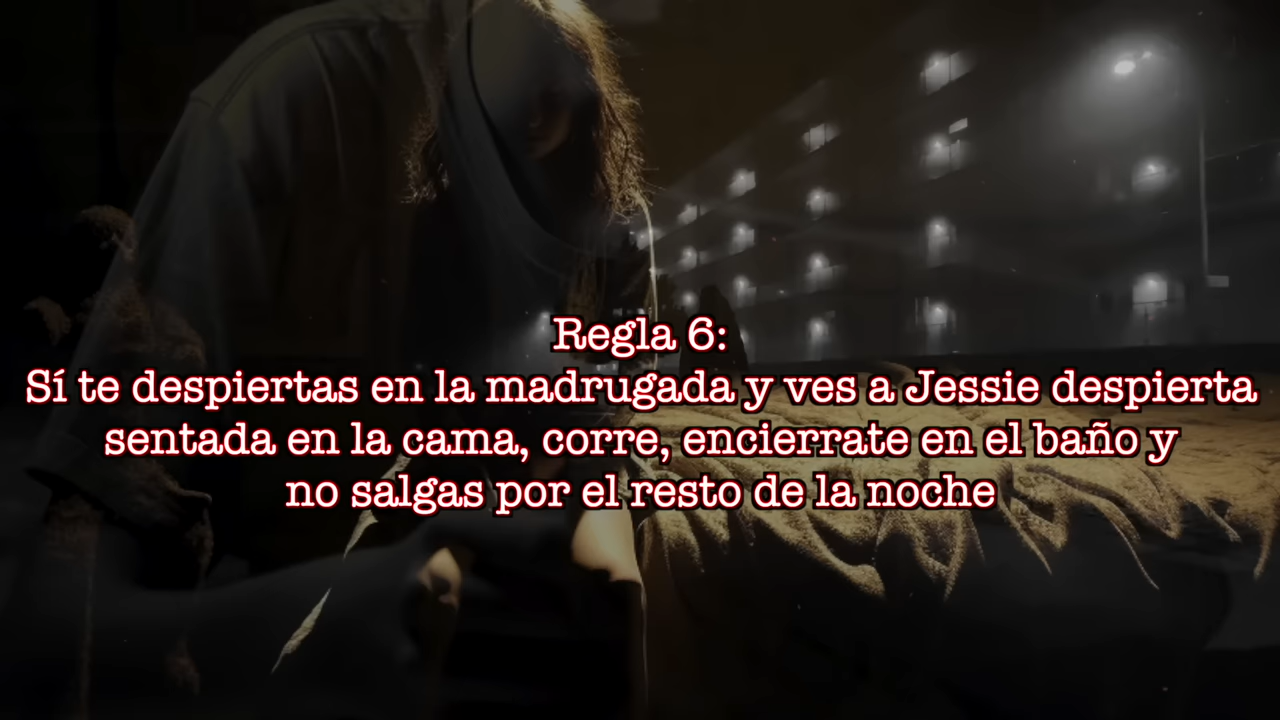 Regla 6:
Sí te despiertas en la madrugada y ves a Jessie despierta
sentada en la cama, corre, encierrate en el baño y
no salgas por el resto de la noche